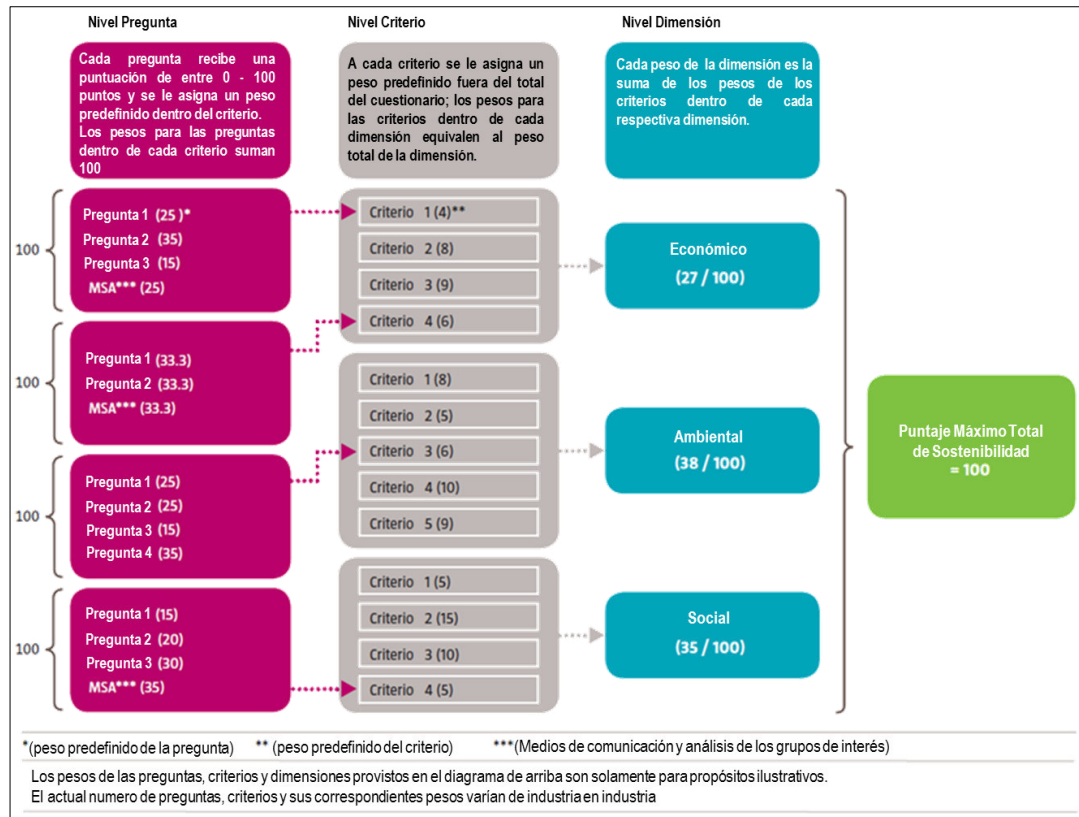 Nivel Pregunta
Nivel Criterio
Nivel Dimensión
Cada pregunta recibe una
puntuación de entre 0 - 100
puntos y se le asigna un peso
predefinido dentro del criterio.
Los pesos para las preguntas
dentro de cada criterio suman
100
A cada criterio se le asigna un
peso predefinido fuera del total
del cuestionario; los pesos para
las criterios dentro de cada
dimensión equivalen al peso
total de la dimensión.
Cada peso de la dimensión es la
suma de los pesos de los
criterios dentro de cada
respectiva dimensión.
100
Pregunta 1 (25 )*
Pregunta 2 (35)
Pregunta 3 (15)
MSA*** (25)
100
Pregunta 1 (33.3)
Pregunta 2 (33.3)
MSA*** (33.3)
100
Pregunta 1 (25)
Pregunta 2 (25)
Pregunta 3 (15)
Pregunta 4 (35)
100
Pregunta 1 (15)
Pregunta 2 (20)
Pregunta 3 (30)
MSA*** (35)
Criterio 1 (4)**
Criterio 2 (8)
Criterio 3 (9)
Criterio 4 (6)
Criterio 1 (8)
Criterio 2 (5)
Criterio 3 (6)
Criterio 4 (10)
Criterio 5 (9)
Criterio 1 (5)
Criterio 2 (15)
Criterio 3 (10)
Criterio 4 (5)
Económico
(27 / 100)
Ambiental
(38 / 100)
Social
(35 / 100)
Puntaje Máximo Total
de Sostenibilidad
= 100
*(peso predefinido de la pregunta) ** (peso predefinido del criterio) ***(Medios de comunicación y análisis de los grupos de interés)
Los pesos de las preguntas, criterios y dimensiones provistos en el diagrama de arriba son solamente para propósitos ilustrativos.
El actual numero de preguntas, criterios y sus correspondientes pesos varían de industria en industria